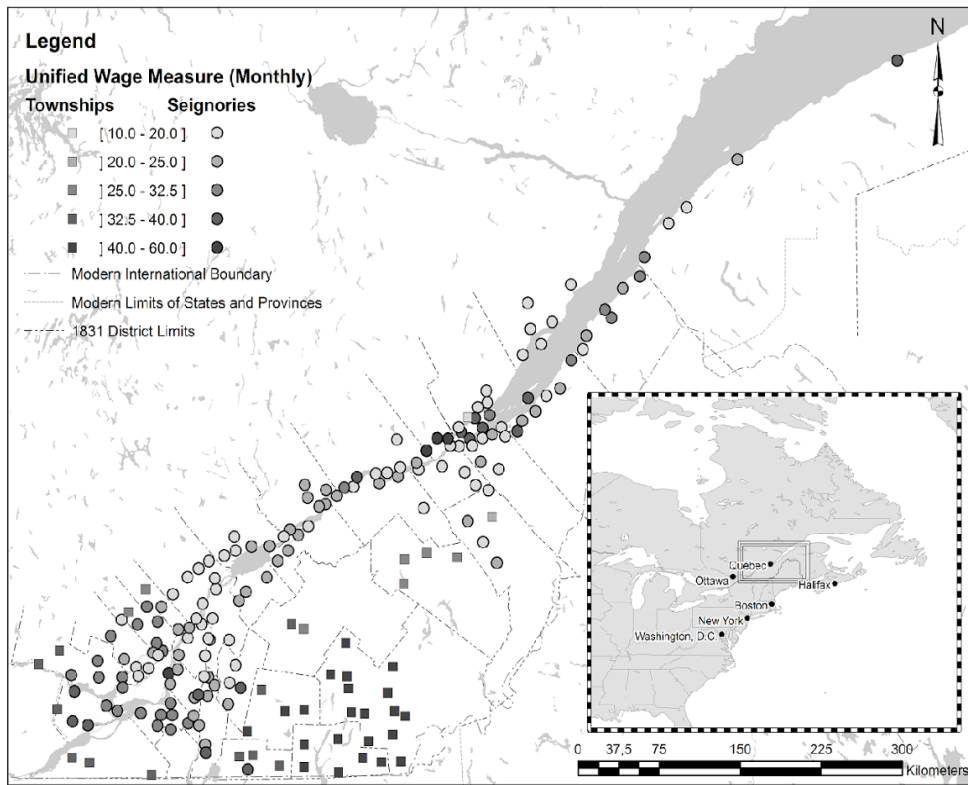 Legend
Unified Wage Measure (Monthly)
Townships Seignories
[ 10.0 - 20.0 ]
] 20.0 - 25.0 ]
] 25.0 - 32.5 ]
] 32.5 - 40.0 ]
] 40.0 - 60.0 ]
Modern International Boundary
Modern Limits of States and Provinces
1831 District Limits
N
Quebec
Ottawa
Halifax
Boston
New York
Washington, D.C.
0 37,5 75 150 225 300
Kilometers